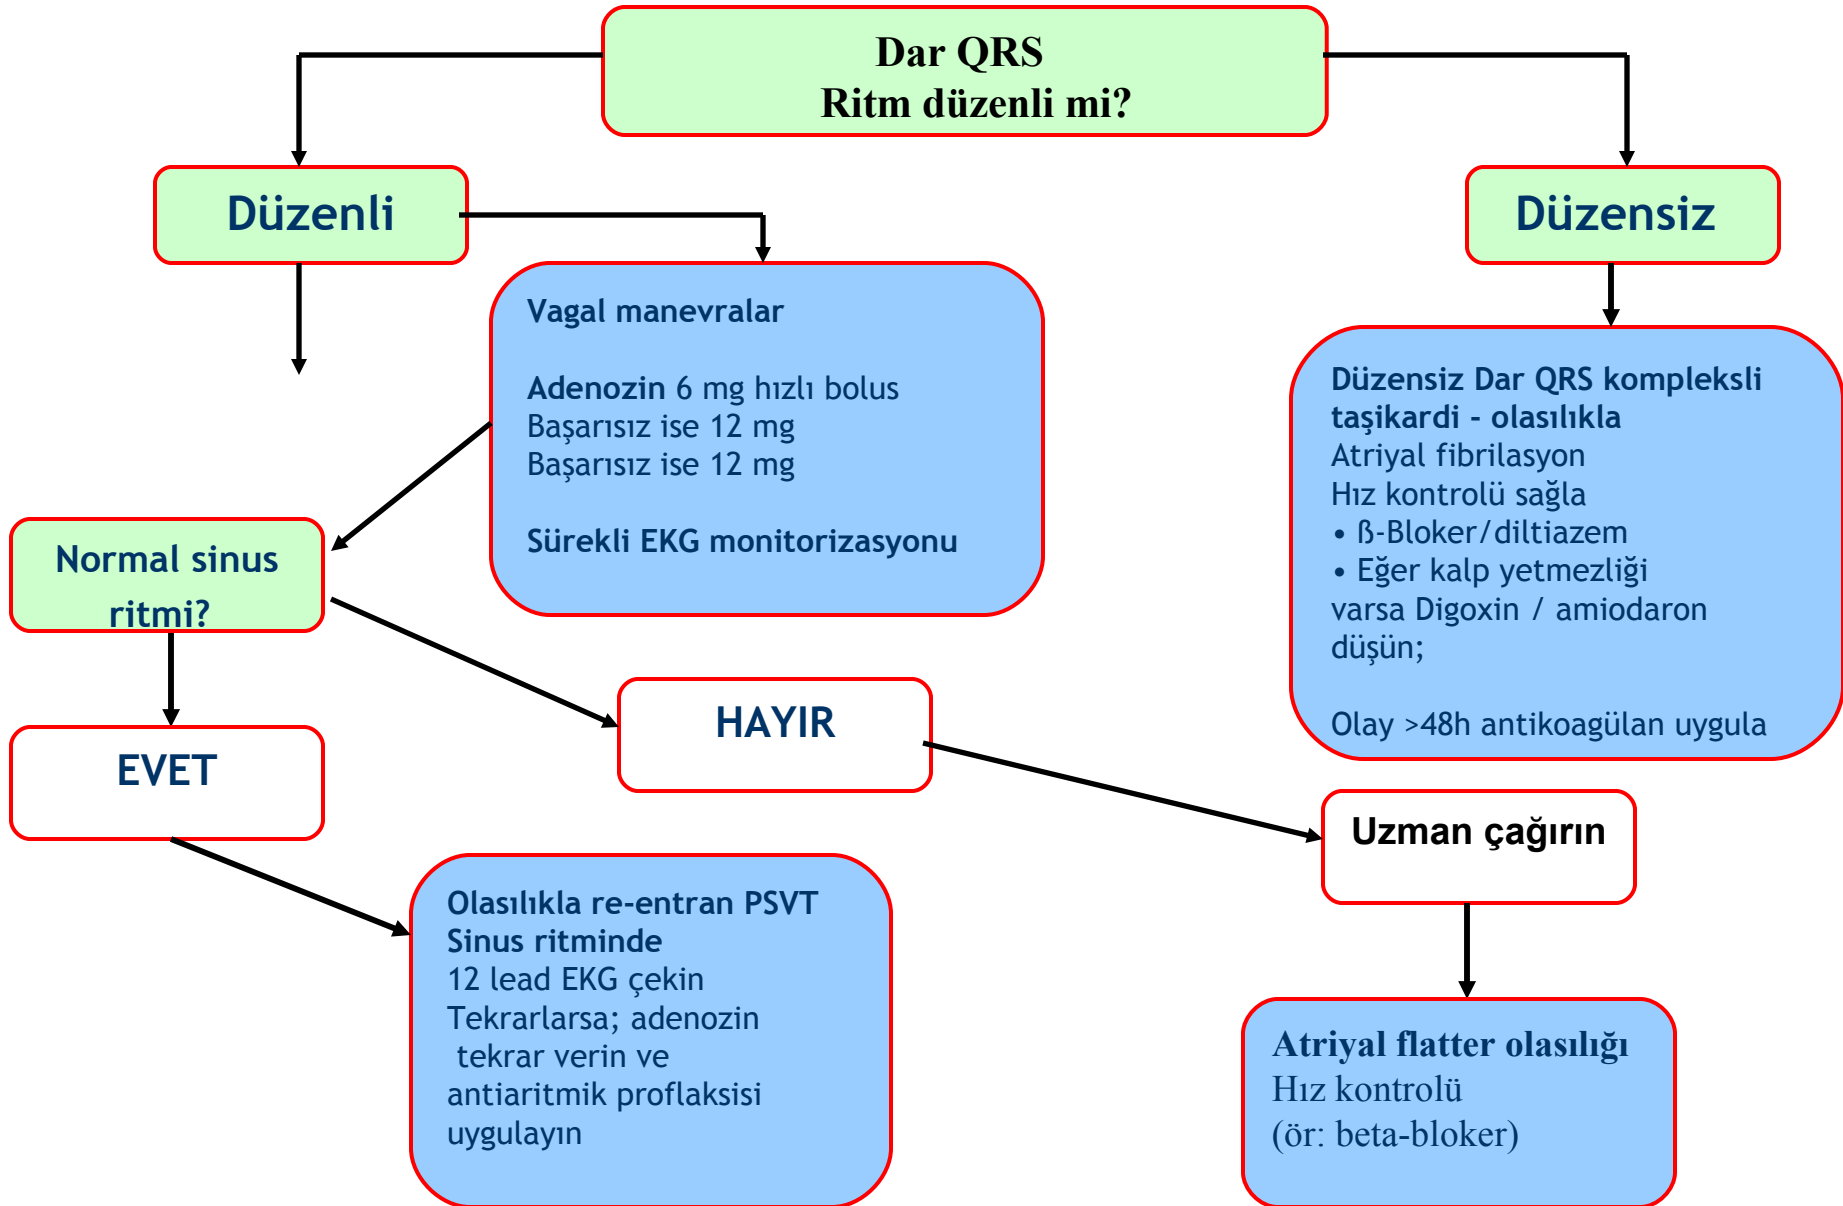 Dar QRS
Ritm düzenli mi?
Düzenli
Düzensiz
Vagal manevralar
Adenozin 6 mg hızlı bolus
Başarısız ise 12 mg
Başarısız ise 12 mg
Sürekli EKG monitorizasyonu
Düzensiz Dar QRS kompleksli
taşikardi - olasılıkla
Atriyal fibrilasyon
Hız kontrolü sağla
• ß-Bloker/diltiazem
• Eğer kalp yetmezliği
varsa Digoxin / amiodaron
düşün;
Olay >48h antikoagülan uygula
Normal sinus
ritmi?
HAYIR
EVET
Uzman çağırın
Olasılıkla re-entran PSVT
Sinus ritminde
12 lead EKG çekin
Tekrarlarsa; adenozin
tekrar verin ve
antiaritmik proflaksisi
uygulayın
Atriyal flatter olasılığı
Hız kontrolü
(ör: beta-bloker)